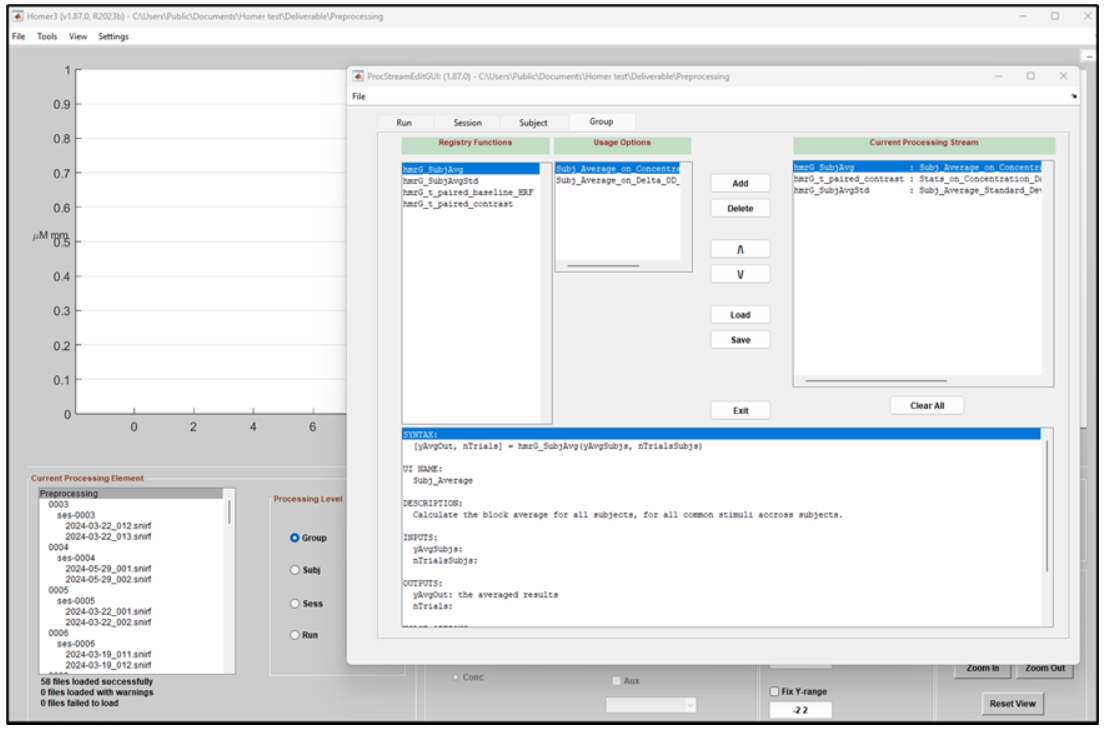 Homer3 (v1.87.0, R2023b) - C:\Users\Public\Documents\Homer test\Deliverable\Preprocessing
File Tools View Settings
ProcStreamEditGUI: (1.87.0) - C:\Users\Public\Documents\Homer test\Deliverable\Preprocessing
File
Run Session Subject Group
Registry Functions Usage Options Current Processing Stream
hmrG_SubjAvg
hmrG_SubjAvgStd
hmrG_t_paired_baseline_HRF
hmrG_t_paired_contrast
Subj_Average_on_Concentra
Subj_Average_on_Delta_OD_
hmrG_SubjAvg : Subj_Average_on_Concentra
hmrG_t_paired_contrast : Stats_on_Concentration_De
hmrG_SubjAvgStd : Subj_Average_Standard_Dev
Add
Delete
/\
\/
Load
Save
Exit
Clear All
SYNTAX:
[yAvgOut, nTrials] = hmrG_SubjAvg(yAvgSubjs, nTrialsSubjs)
UI NAME:
Subj_Average
DESCRIPTION:
Calculate the block average for all subjects, for all common stimuli accross subjects.
INPUTS:
yAvgSubjs:
nTrialsSubjs:
OUTPUTS:
yAvgOut: the averaged results
nTrials:
1
0.9
0.8
0.7
0.6
µM mm
0.5
0.4
0.3
0.2
0.1
0
0 2 4 6
Current Processing Element
Preprocessing
0003
ses-0003
2024-03-22_012.snirf
2024-03-22_013.snirf
0004
ses-0004
2024-05-29_001.snirf
2024-05-29_002.snirf
0005
ses-0005
2024-03-22_001.snirf
2024-03-22_002.snirf
0006
ses-0006
2024-03-19_011.snirf
2024-03-19_012.snirf
58 files loaded successfully
0 files loaded with warnings
0 files failed to load
Processing Level
Group
Subj
Sess
Run
Conc
Aux
Fix Y-range
-2 2
Zoom In Zoom Out
Reset View